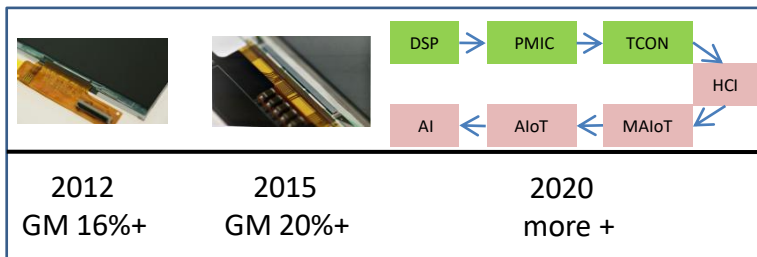 DSP
PMIC
TCON
HCI
AI
AIoT
MAIoT
2012
GM 16%+
2015
GM 20%+
2020
more +